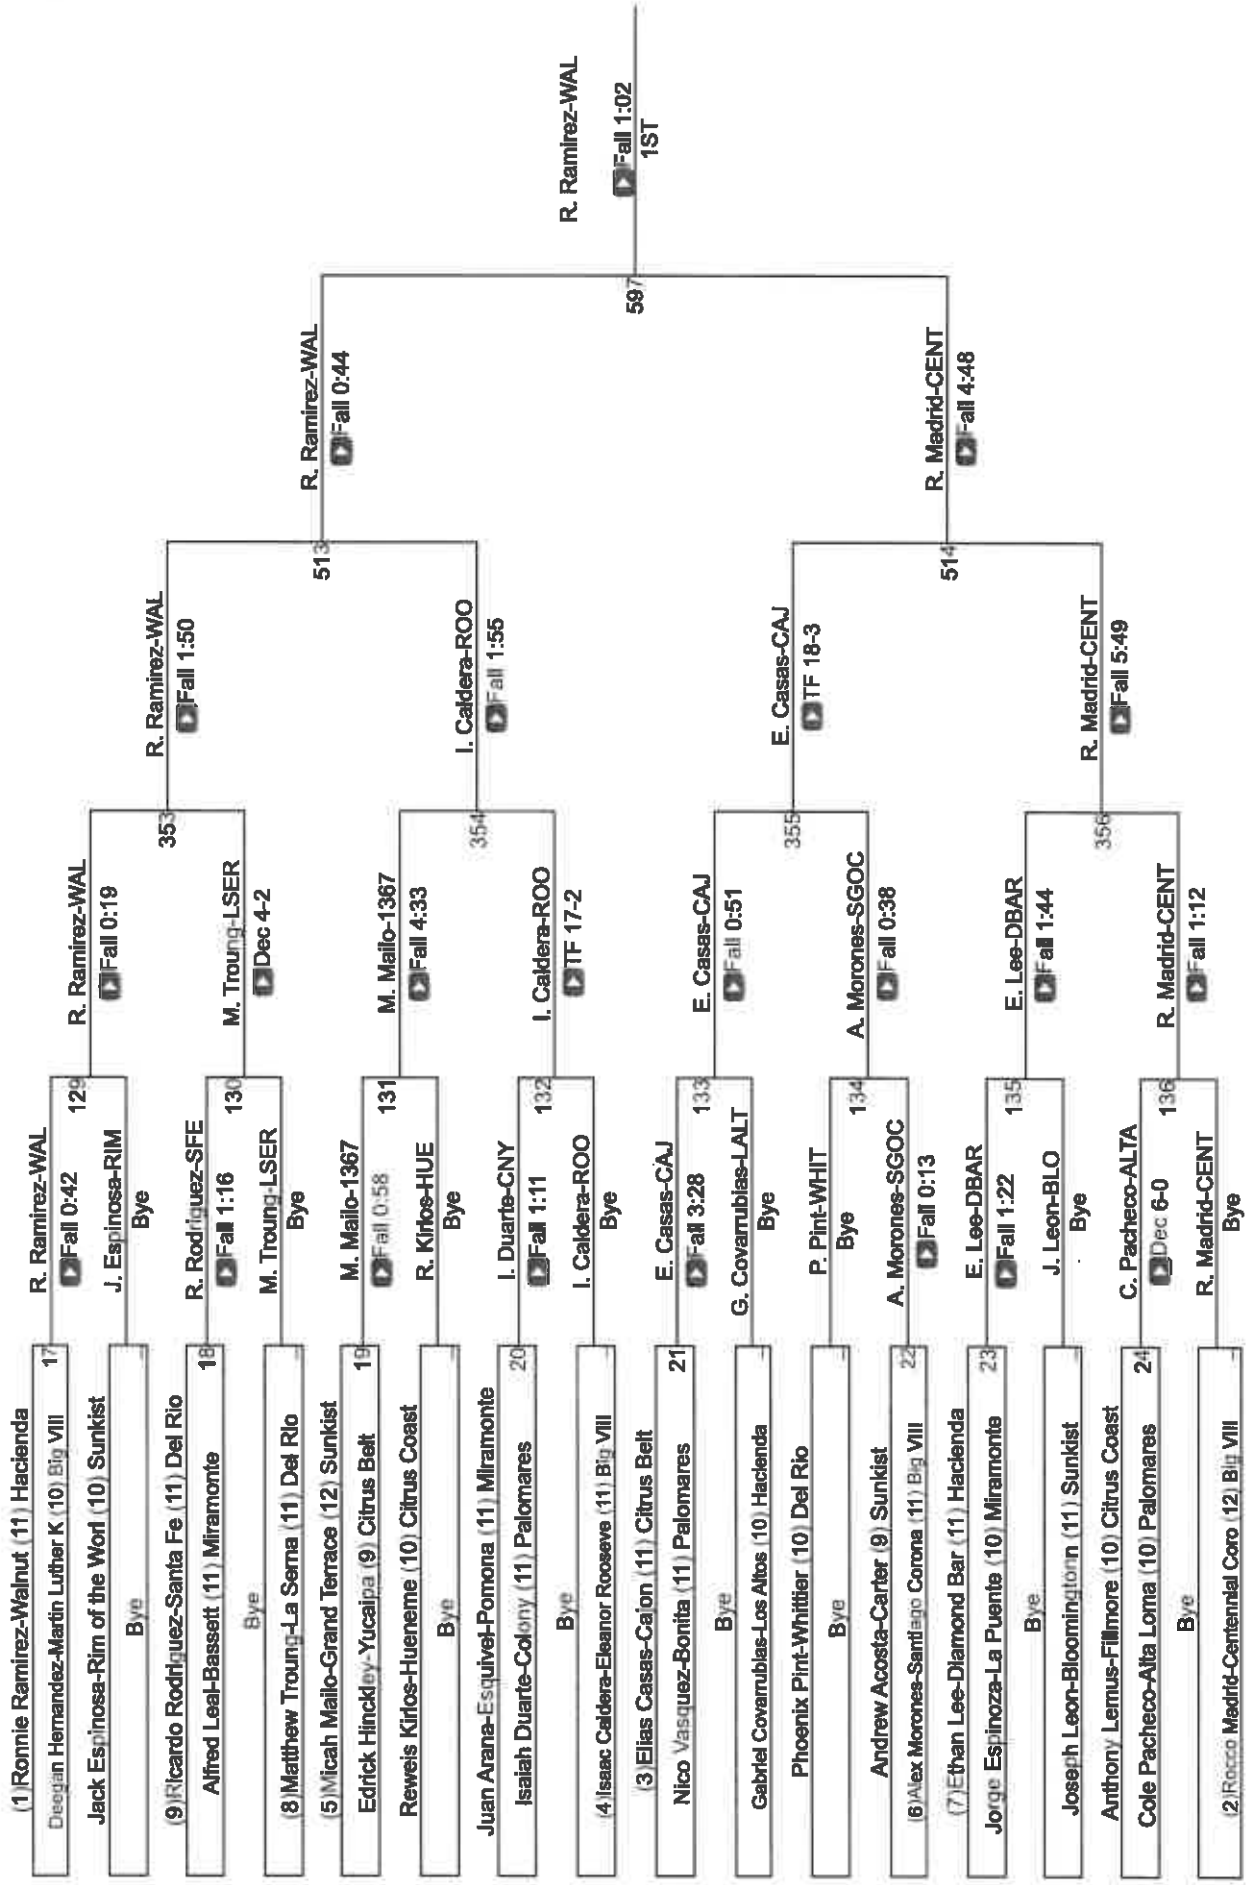 (1)Ronnie Ramirez-Walnut (11) Hacienda
17
Deegan Hernandez-Martin Luther K (10) Big VIII
Jack Espinosa-Rim of the Worl (10) Sunkist
Bye
(9)Ricardo Rodriguez-Santa Fe (11) Del Rio
18
Alfred Leal-Bassett (11) Miramonte
Bye
(8)Matthew Troung-La Serna (11) Del Rio
(5)Micah Mailo-Grand Terrace (12) Sunkist
19
Edrick Hinckley-Yucaipa (9) Citrus Belt
Reweis Kirlos-Hueneme (10) Citrus Coast
Bye
Juan Arana-Esquivel-Pomona (11) Miramonte
20
Isaiah Duarte-Colony (11) Palomares
Bye
(4)Isaac Caldera-Eleanor Rooseve (11) Big VIII
(3)Elias Casas-Cajon (11) Citrus Belt
21
Nico Vasquez-Bonita (11) Palomares
Bye
Gabriel Covarrubias-Los Altos (10) Hacienda
Phoenix Pint-Whittier (10) Del Rio
Bye
Andrew Acosta-Carter (9) Sunkist
22
(6)Alex Morones-Santiago Corona (11) Big VIII
(7)Ethan Lee-Diamond Bar (11) Hacienda
23
Jorge Espinoza-La Puente (10) Miramonte
Bye
Joseph Leon-Bloomingtonn (11) Sunkist
Anthony Lemus-Fillmore (10) Citrus Coast
24
Cole Pacheco-Alta Loma (10) Palomares
Bye
(2)Rocco Madrid-Centennial Coro (12) Big VIII
R. Ramirez-WAL
Fall 0:42
129
J. Espinosa-RIM
Bye
R. Rodriguez-SFE
Fall 1:16
130
M. Troung-LSER
Bye
M. Mailo-1367
Fall 0:58
131
R. Kirlos-HUE
Bye
I. Duarte-CNY
Fall 1:11
132
I. Caldera-ROO
Bye
E. Casas-CAJ
Fall 3:28
133
G. Covarrubias-LALT
Bye
P. Pint-WHIT
Bye
134
A. Morones-SGOC
Fall 0:13
E. Lee-DBAR
Fall 1:22
135
J. Leon-BLO
Bye
C. Pacheco-ALTA
Dec 6-0
136
R. Madrid-CENT
Bye
R. Ramirez-WAL
Fall 0:19
353
M. Troung-LSER
Dec 4-2
M. Mailo-1367
Fall 4:33
354
I. Caldera-ROO
TF 17-2
E. Casas-CAJ
Fall 0:51
355
A. Morones-SGOC
Fall 0:38
E. Lee-DBAR
Fall 1:44
356
R. Madrid-CENT
Fall 1:12
R. Ramirez-WAL
Fall 1:50
513
I. Caldera-ROO
Fall 1:55
E. Casas-CAJ
TF 18-3
514
R. Madrid-CENT
Fall 5:49
R. Ramirez-WAL
Fall 0:44
597
R. Madrid-CENT
Fall 4:48
R. Ramirez-WAL
Fall 1:02
1ST